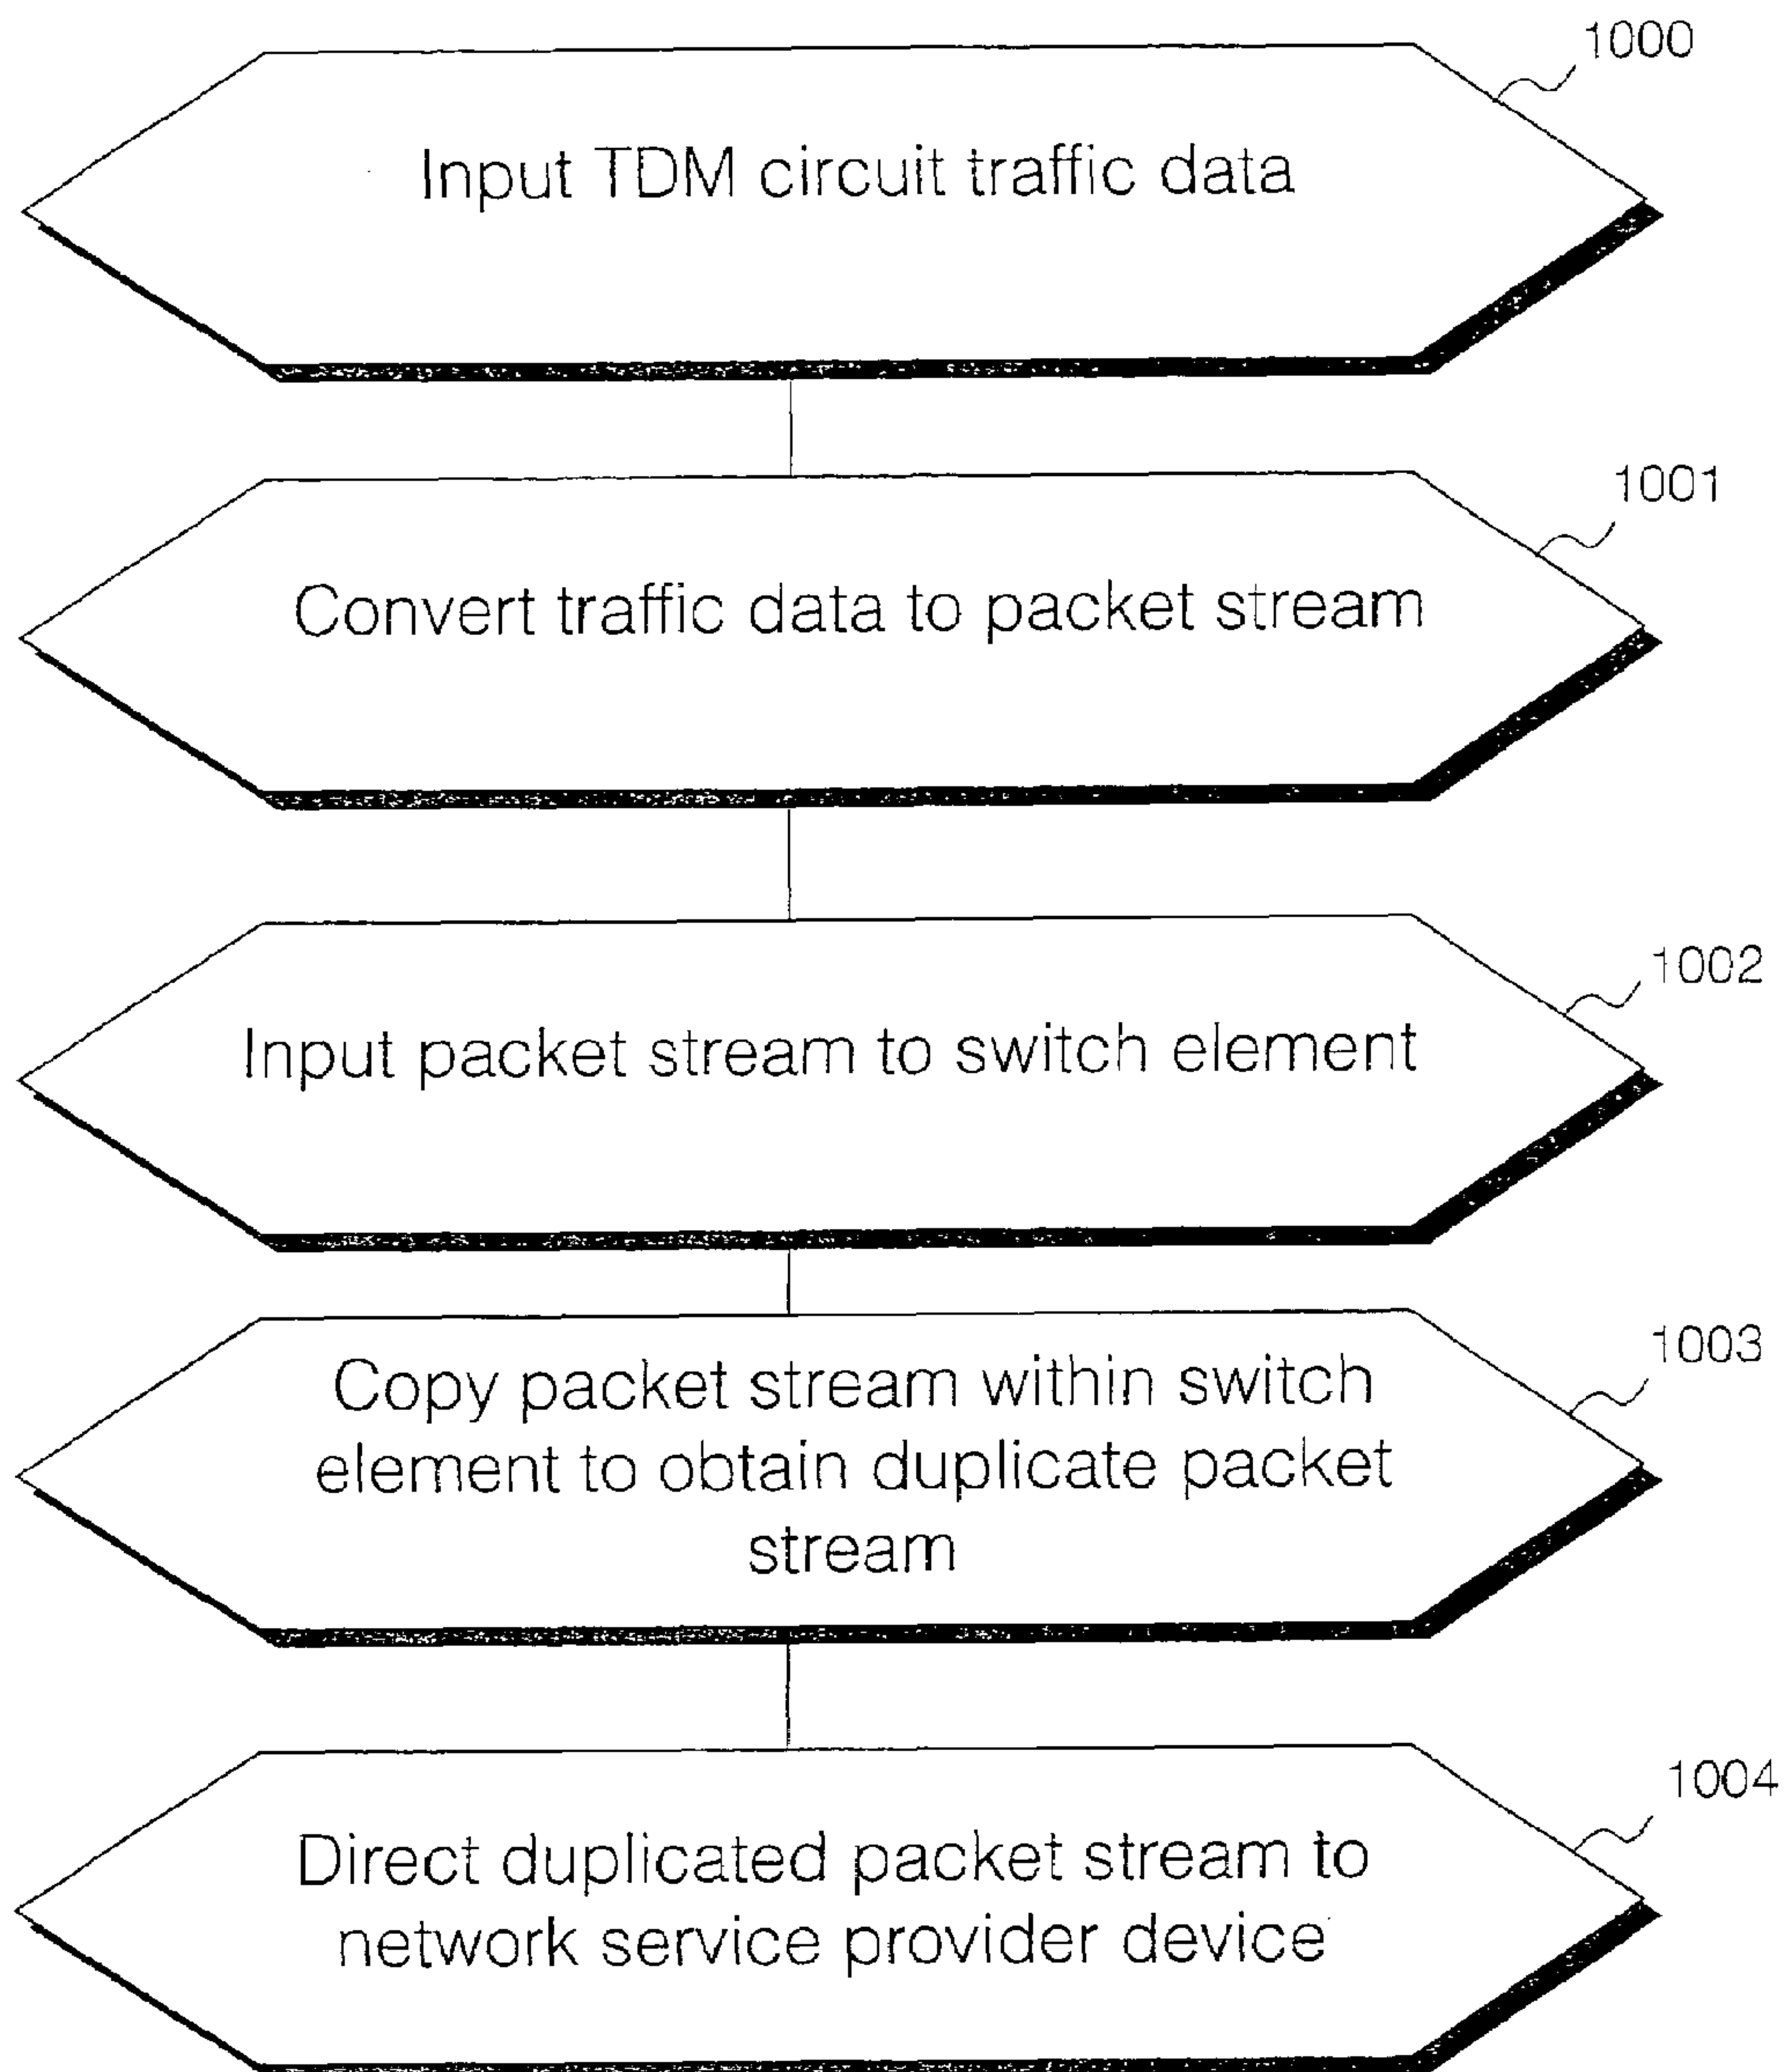 1000
Input TDM circuit traffic data
1001
Convert traffic data to packet stream
1002
Input packet stream to switch element
1003
Copy packet stream within switch
element to obtain duplicate packet
stream
1004
Direct duplicated packet stream to
network service provider device